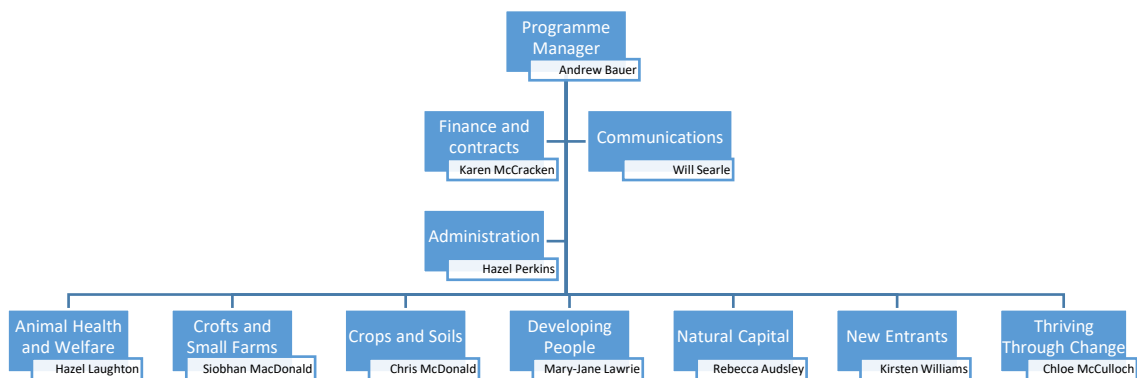 Programme
Manager
Andrew Bauer
Finance and
contracts
Karen McCracken
Communications
Will Searle
Administration
Hazel Perkins
Animal Health
and Welfare
Hazel Laughton
Crofts and
Small Farms
Siobhan MacDonald
Crops and Soils
Chris McDonald
Developing
People
Mary-Jane Lawrie
Natural Capital
Rebecca Audsley
New Entrants
Kirsten Williams
Thriving
Through Change
Chloe McCulloch